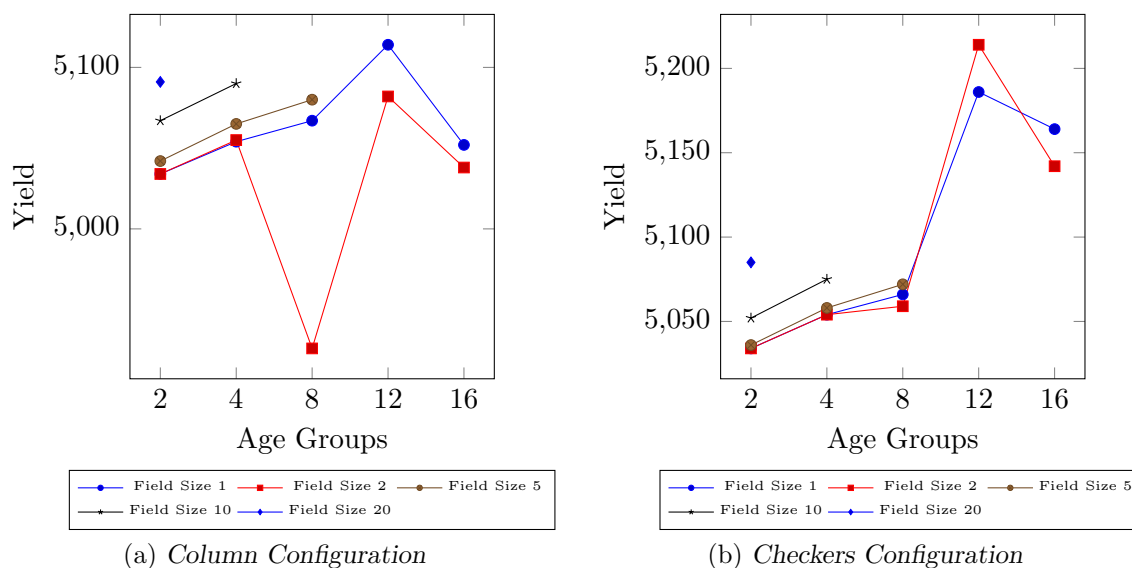 5,100
5,000
Yield
2 4 8 12 16
Age Groups
Field Size 1 Field Size 2 Field Size 5
Field Size 10 Field Size 20
(a) Column Configuration
5,200
5,150
5,100
5,050
Yield
2 4 8 12 16
Age Groups
Field Size 1 Field Size 2 Field Size 5
Field Size 10 Field Size 20
(b) Checkers Configuration